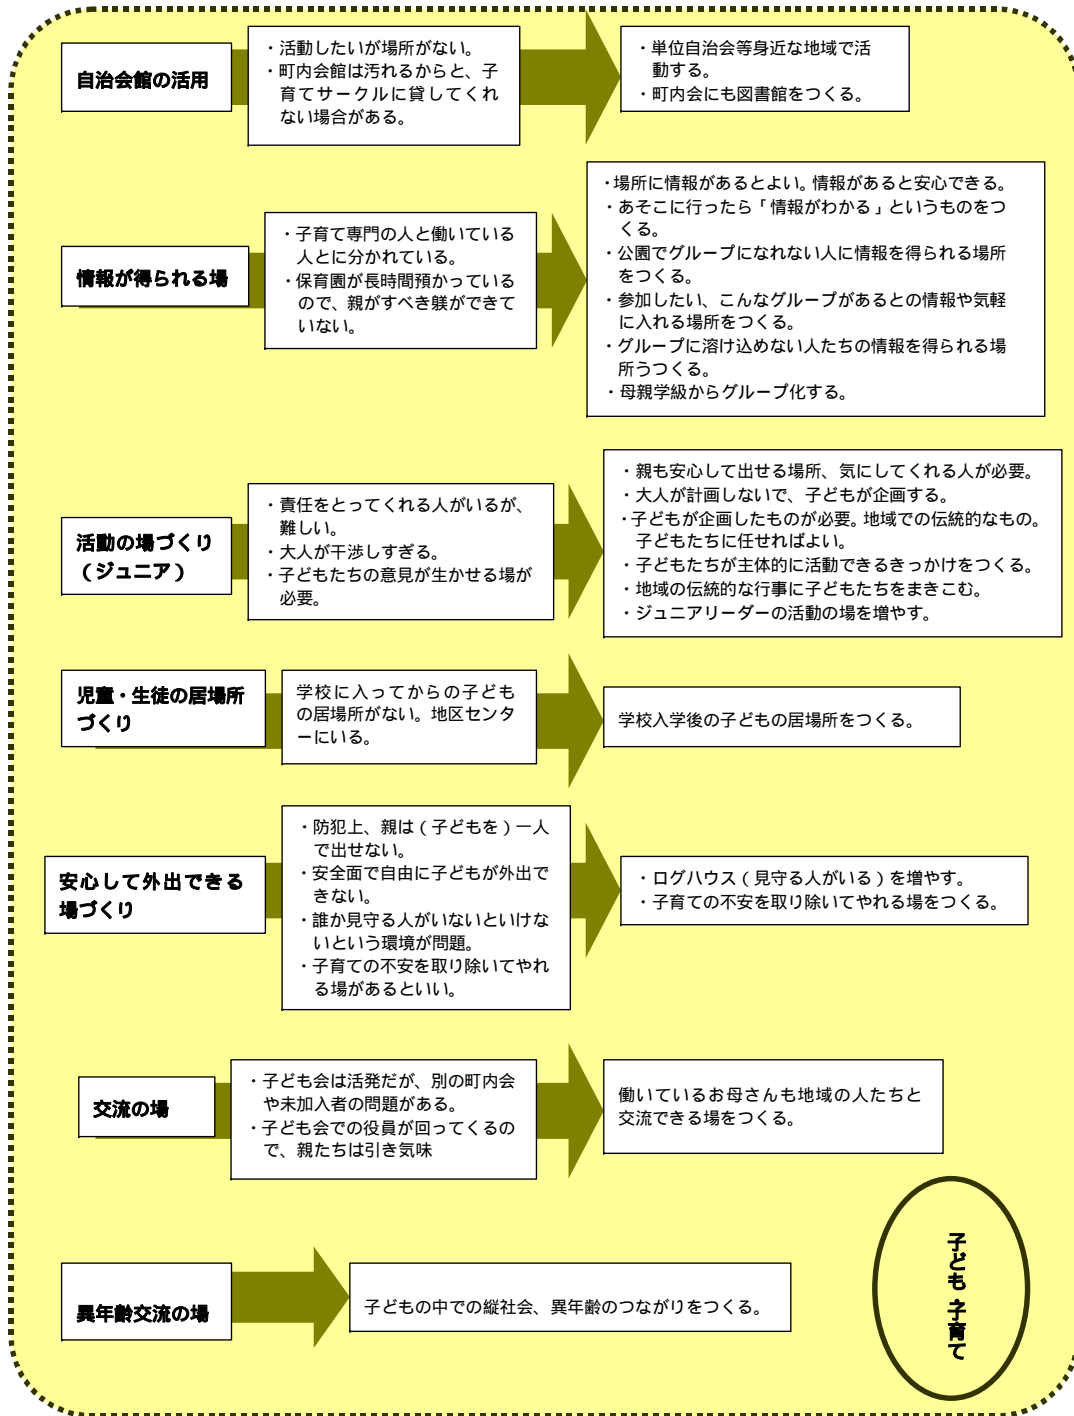 自治会館の活用
・活動したいが場所がない。
・町内会館は汚れるからと、子
育てサークルに貸してくれ
ない場合がある。
・単位自治会等身近な地域で活
動する。
・町内会にも図書館をつくる。
情報が得られる場
・子育て専門の人と働いている
人とに分かれている。
・保育園が長時間預かっている
ので、親がすべき躾ができて
いない。
・場所に情報があるとよい。情報があると安心できる。
・あそこに行ったら「情報がわかる」というものをつ
くる。
・公園でグループになれない人に情報を得られる場所
をつくる。
・参加したい、こんなグループがあるとの情報や気軽
に入れる場所をつくる。
・グループに溶け込めない人たちの情報を得られる場
所うつくる。
・母親学級からグループ化する。
活動の場づくり
（ジュニア）
・責任をとってくれる人がいるが、
難しい。
・大人が干渉しすぎる。
・子どもたちの意見が生かせる場が
必要。
・親も安心して出せる場所、気にしてくれる人が必要。
・大人が計画しないで、子どもが企画する。
・子どもが企画したものが必要。地域での伝統的なもの。
子どもたちに任せればよい。
・子どもたちが主体的に活動できるきっかけをつくる。
・地域の伝統的な行事に子どもたちをまきこむ。
・ジュニアリーダーの活動の場を増やす。
児童・生徒の居場所
づくり
学校に入ってからの子ども
の居場所がない。地区センタ
ーにいる。
学校入学後の子どもの居場所をつくる。
安心して外出できる
場づくり
・防犯上、親は（子どもを）一人
で出せない。
・安全面で自由に子どもが外出で
きない。
・誰か見守る人がいないといけな
いという環境が問題。
・子育ての不安を取り除いてやれ
る場があるといい。
・ログハウス（見守る人がいる）を増やす。
・子育ての不安を取り除いてやれる場をつくる。
交流の場
・子ども会は活発だが、別の町内会
や未加入者の問題がある。
・子ども会での役員が回ってくるの
で、親たちは引き気味
働いているお母さんも地域の人たちと
交流できる場をつくる。
異年齢交流の場
子どもの中での縦社会、異年齢のつながりをつくる。
子ども・子育て